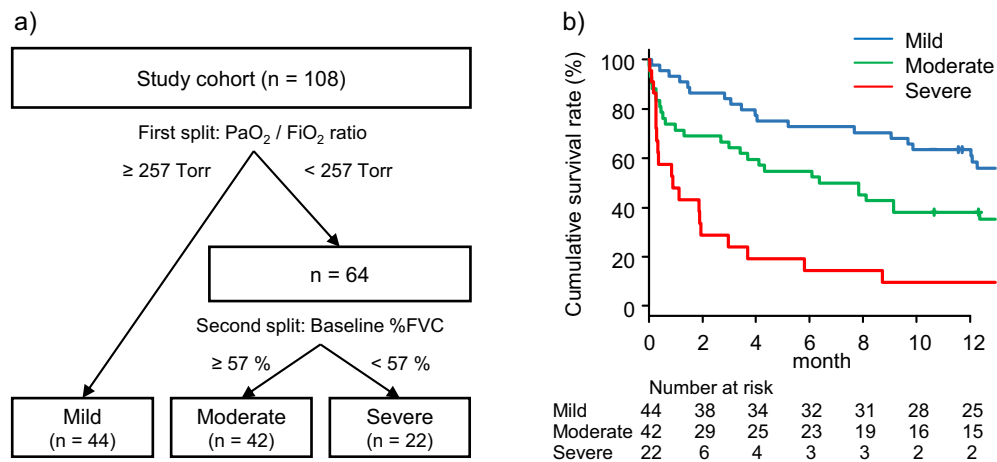 a)
Study cohort (n = 108)
First split: PaO₂ / FiO₂ ratio
≥ 257 Torr
< 257 Torr
n = 64
Second split: Baseline %FVC
≥ 57 %
< 57 %
Mild
(n = 44)
Moderate
(n = 42)
Severe
(n = 22)
b)
Mild
Moderate
Severe
Cumulative survival rate (%)
100
80
60
40
20
0
0 2 4 6 8 10 12
month
Number at risk
Mild 44 38 34 32 31 28 25
Moderate 42 29 25 23 19 16 15
Severe 22 6 4 3 3 2 2